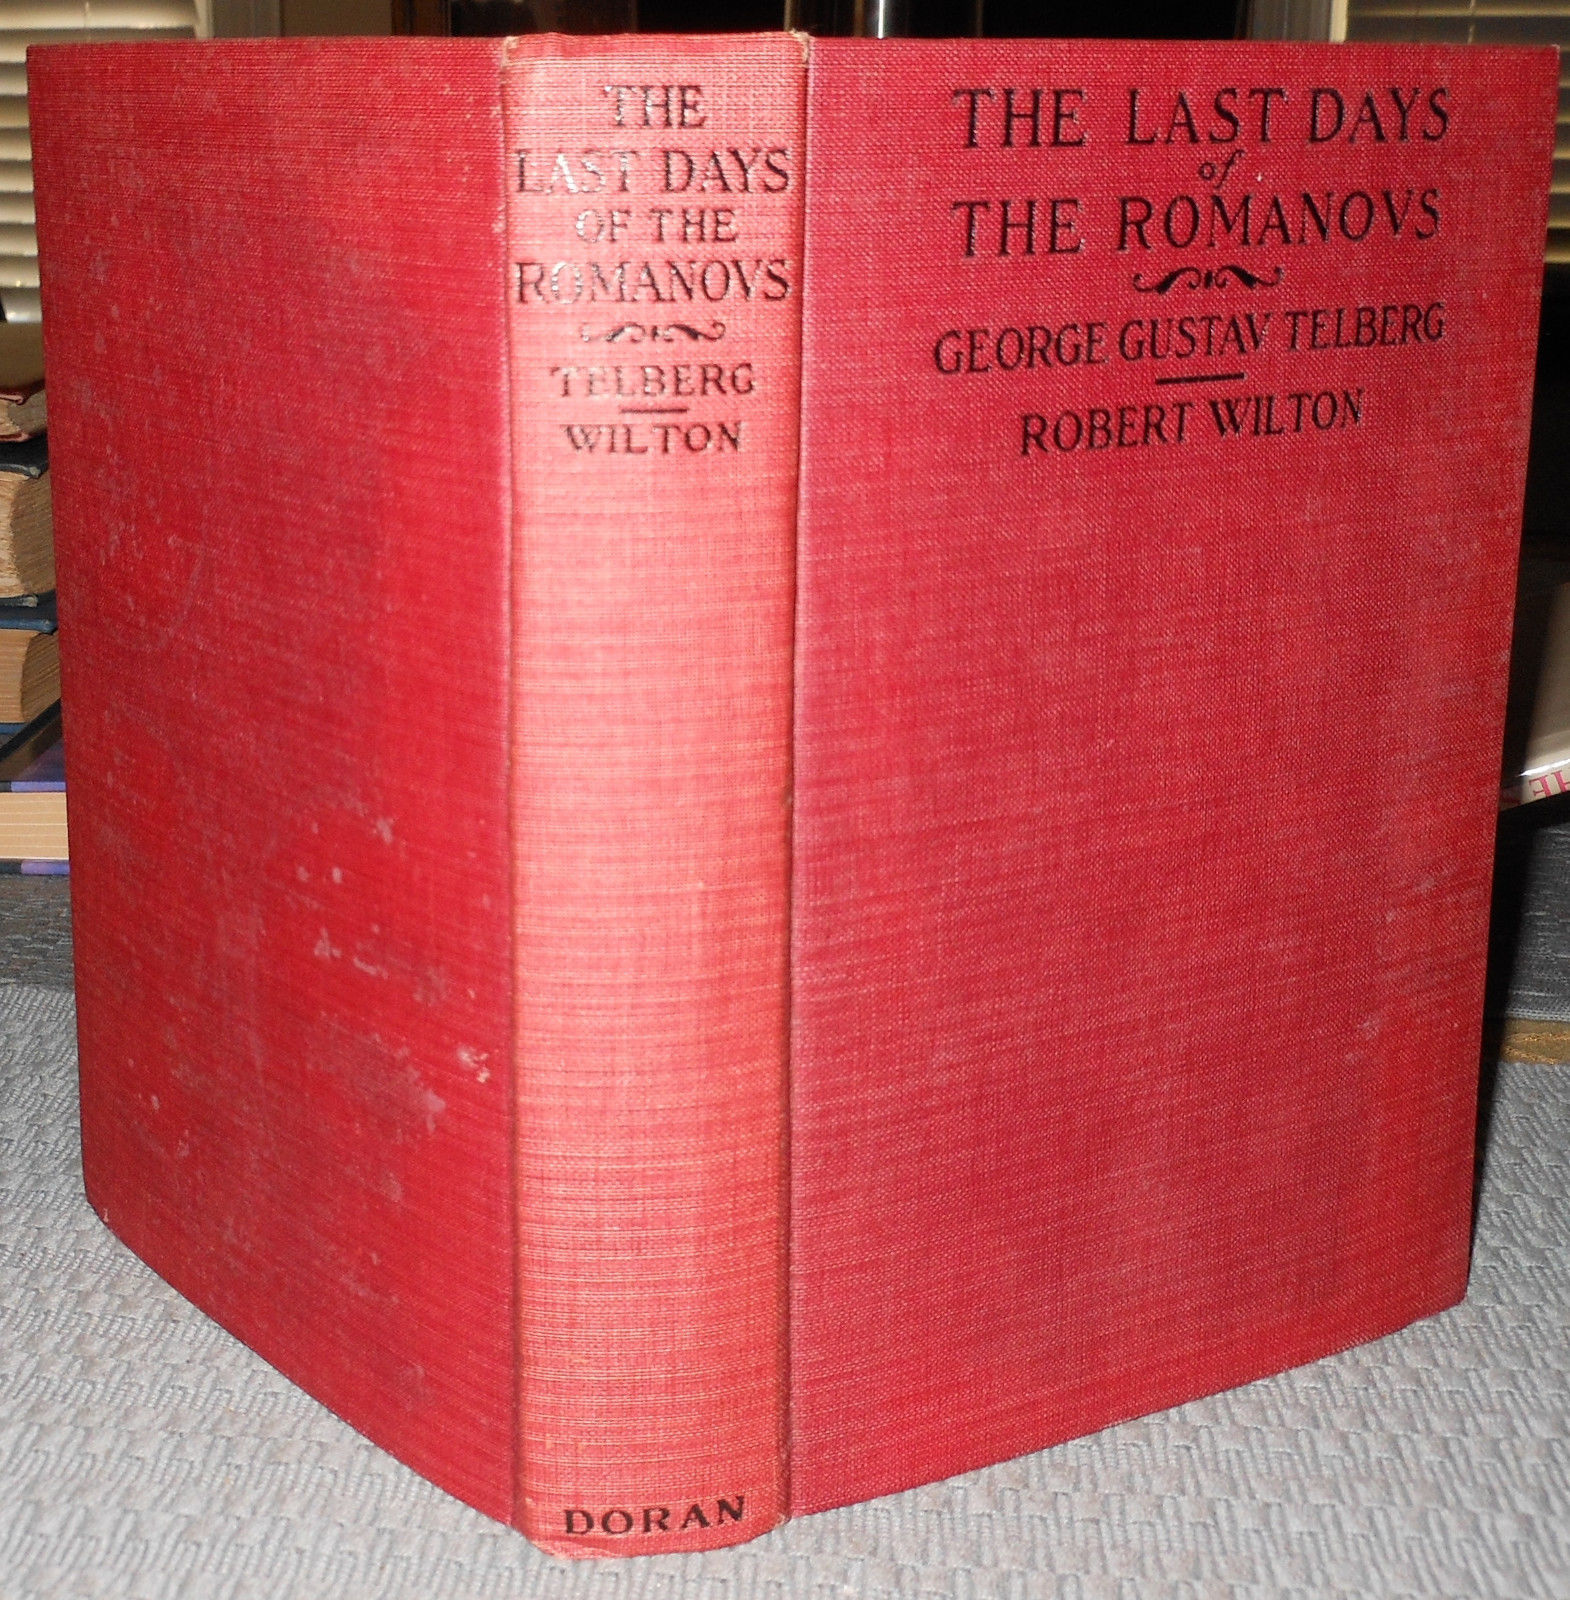 THE
LAST DAYS
OF THE
ROMANOVS
TELBERG
WILTON
DORAN
THE LAST DAYS
of
THE ROMANOVS
GEORGE GUSTAV TELBERG
ROBERT WILTON
HE